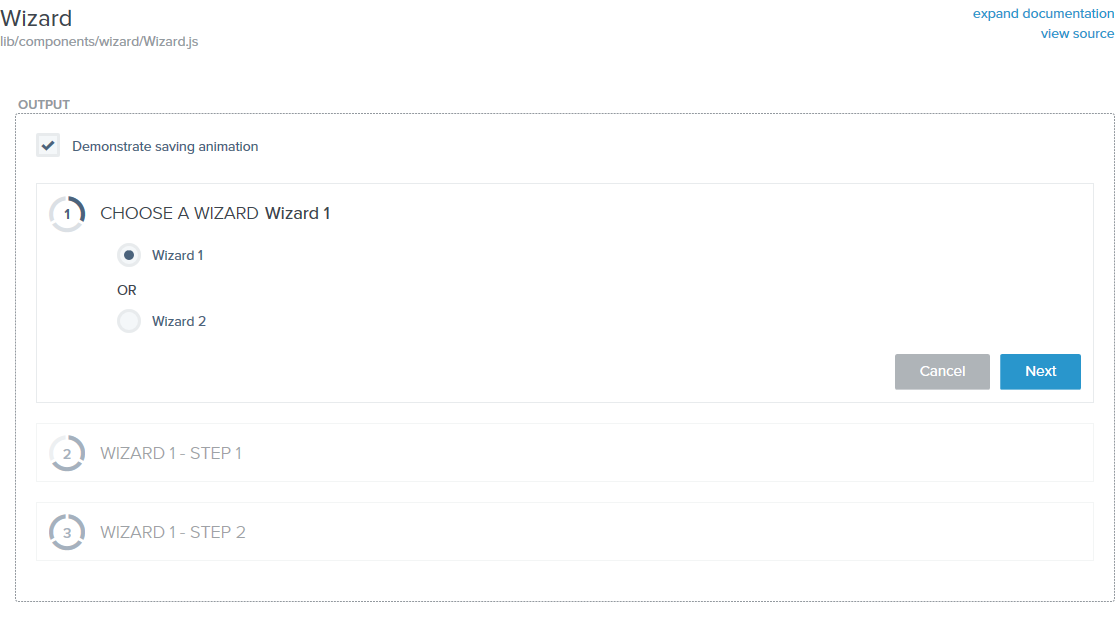 Wizard
expand documentation
lib/components/wizard/Wizard.js
view source
OUTPUT
Demonstrate saving animation
1 CHOOSE A WIZARD Wizard 1
Wizard 1
OR
Wizard 2
Cancel Next
2 WIZARD 1 - STEP 1
3 WIZARD 1 - STEP 2